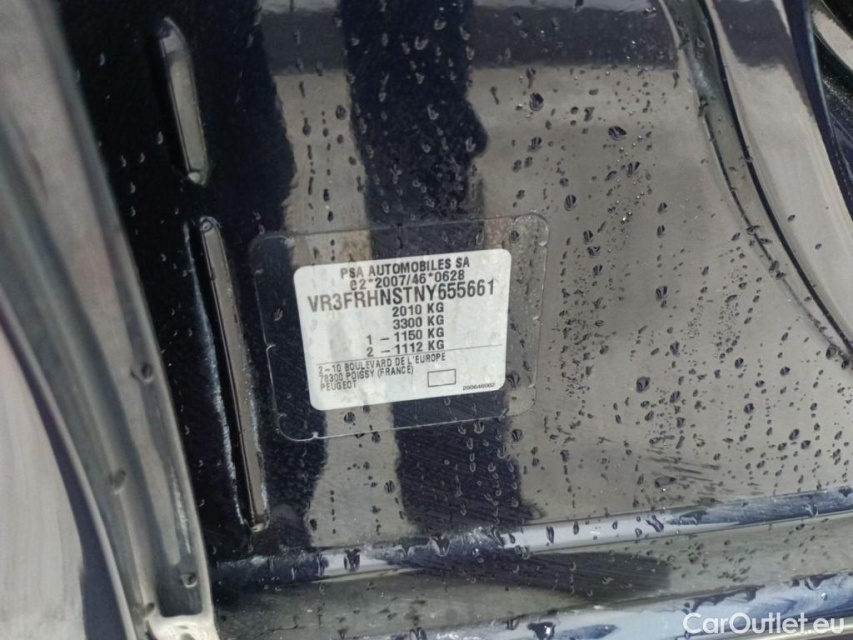 PSA AUTOMOBILES SA
e2*2007/46*0628
VR3FRHNSTNY655661
2010 KG
3300 KG
1 - 1150 KG
2 - 1112 KG
2-10 BOULEVARD DE L'EUROPE
78300 POISSY (FRANCE)
PEUGEOT
CarOutlet.eu